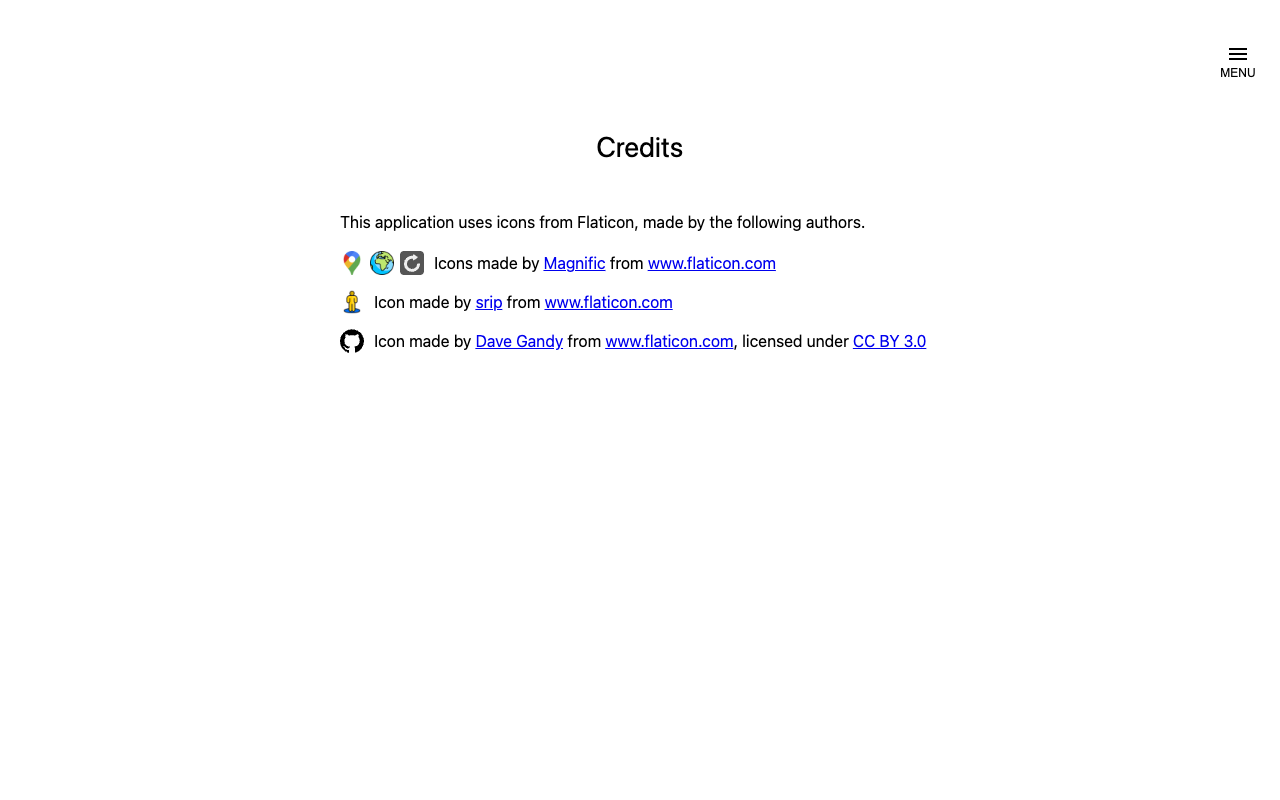 MENU
Credits
This application uses icons from Flaticon, made by the following authors.
Icons made by Magnific from www.flaticon.com
Icon made by srip from www.flaticon.com
Icon made by Dave Gandy from www.flaticon.com, licensed under CC BY 3.0